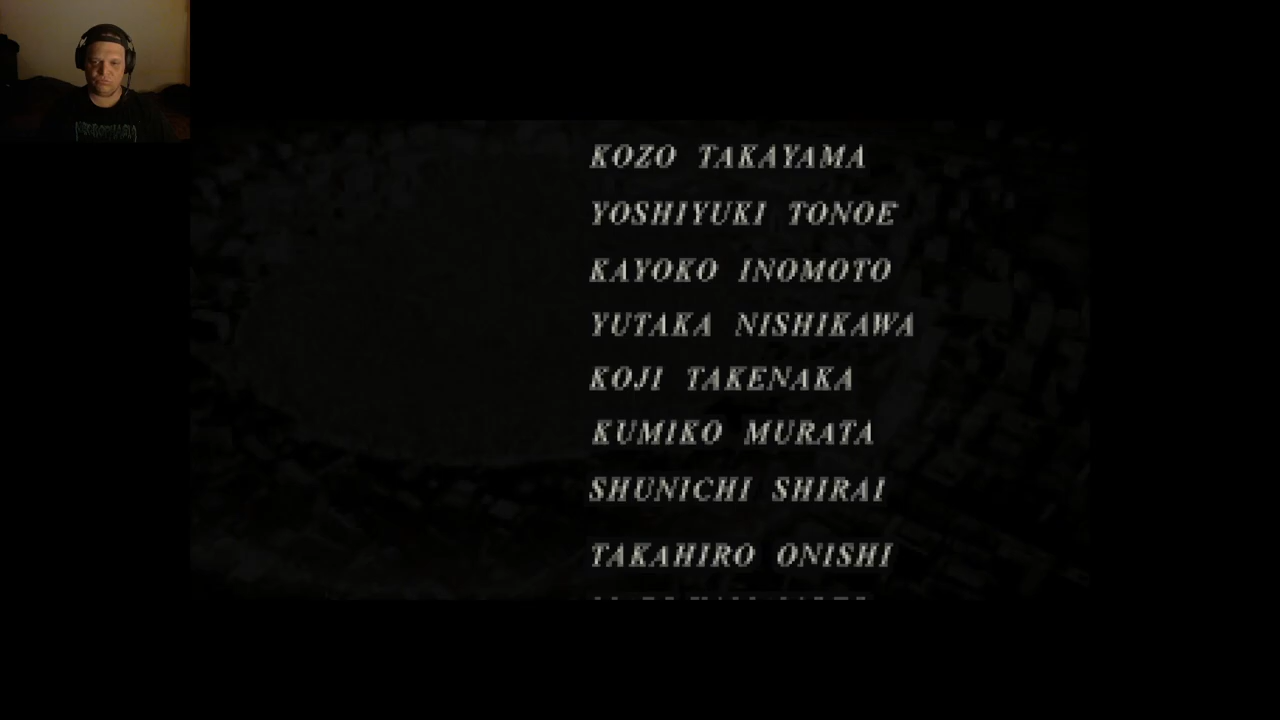 KOZO TAKAYAMA
YOSHIYUKI TONOE
KAYOKO INOMOTO
YUTAKA NISHIKAWA
KOJI TAKENAKA
KUMIKO MURATA
SHUNICHI SHIRAI
TAKAHIRO ONISHI